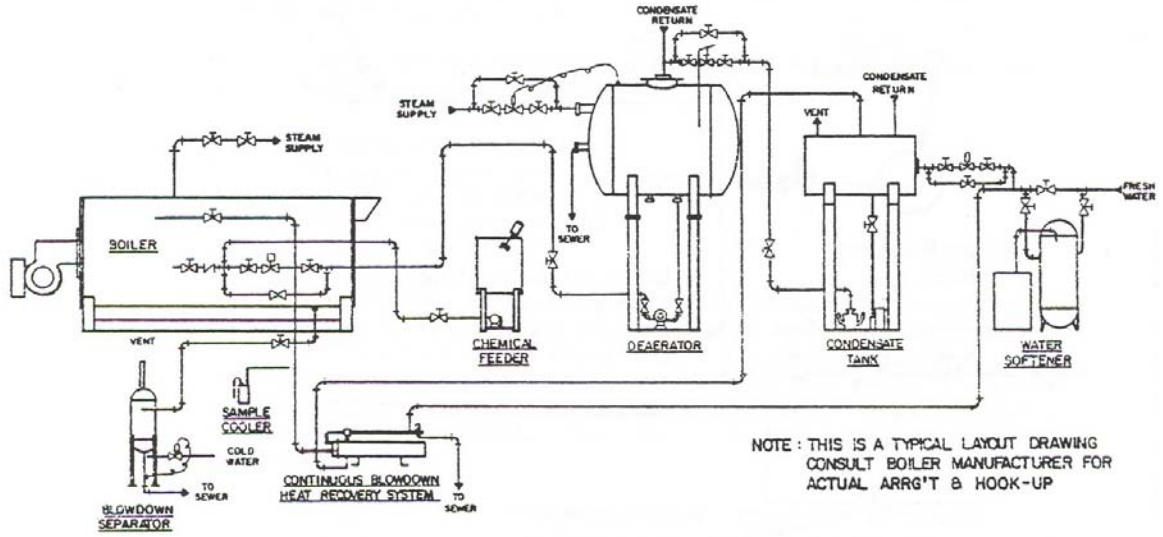 CONDENSATE
RETURN
STEAM
SUPPLY
CONDENSATE
RETURN
VENT
STEAM
SUPPLY
FRESH
WATER
BOILER
TO
SEWER
VENT
CHEMICAL
FEEDER
DEAERATOR
CONDENSATE
TANK
WATER
SOFTENER
SAMPLE
COOLER
COLD
WATER
TO
SEWER
BLOWDOWN
SEPARATOR
CONTINUOUS BLOWDOWN
HEAT RECOVERY SYSTEM
TO
SEWER
NOTE : THIS IS A TYPICAL LAYOUT DRAWING
CONSULT BOILER MANUFACTURER FOR
ACTUAL ARRG'T & HOOK-UP